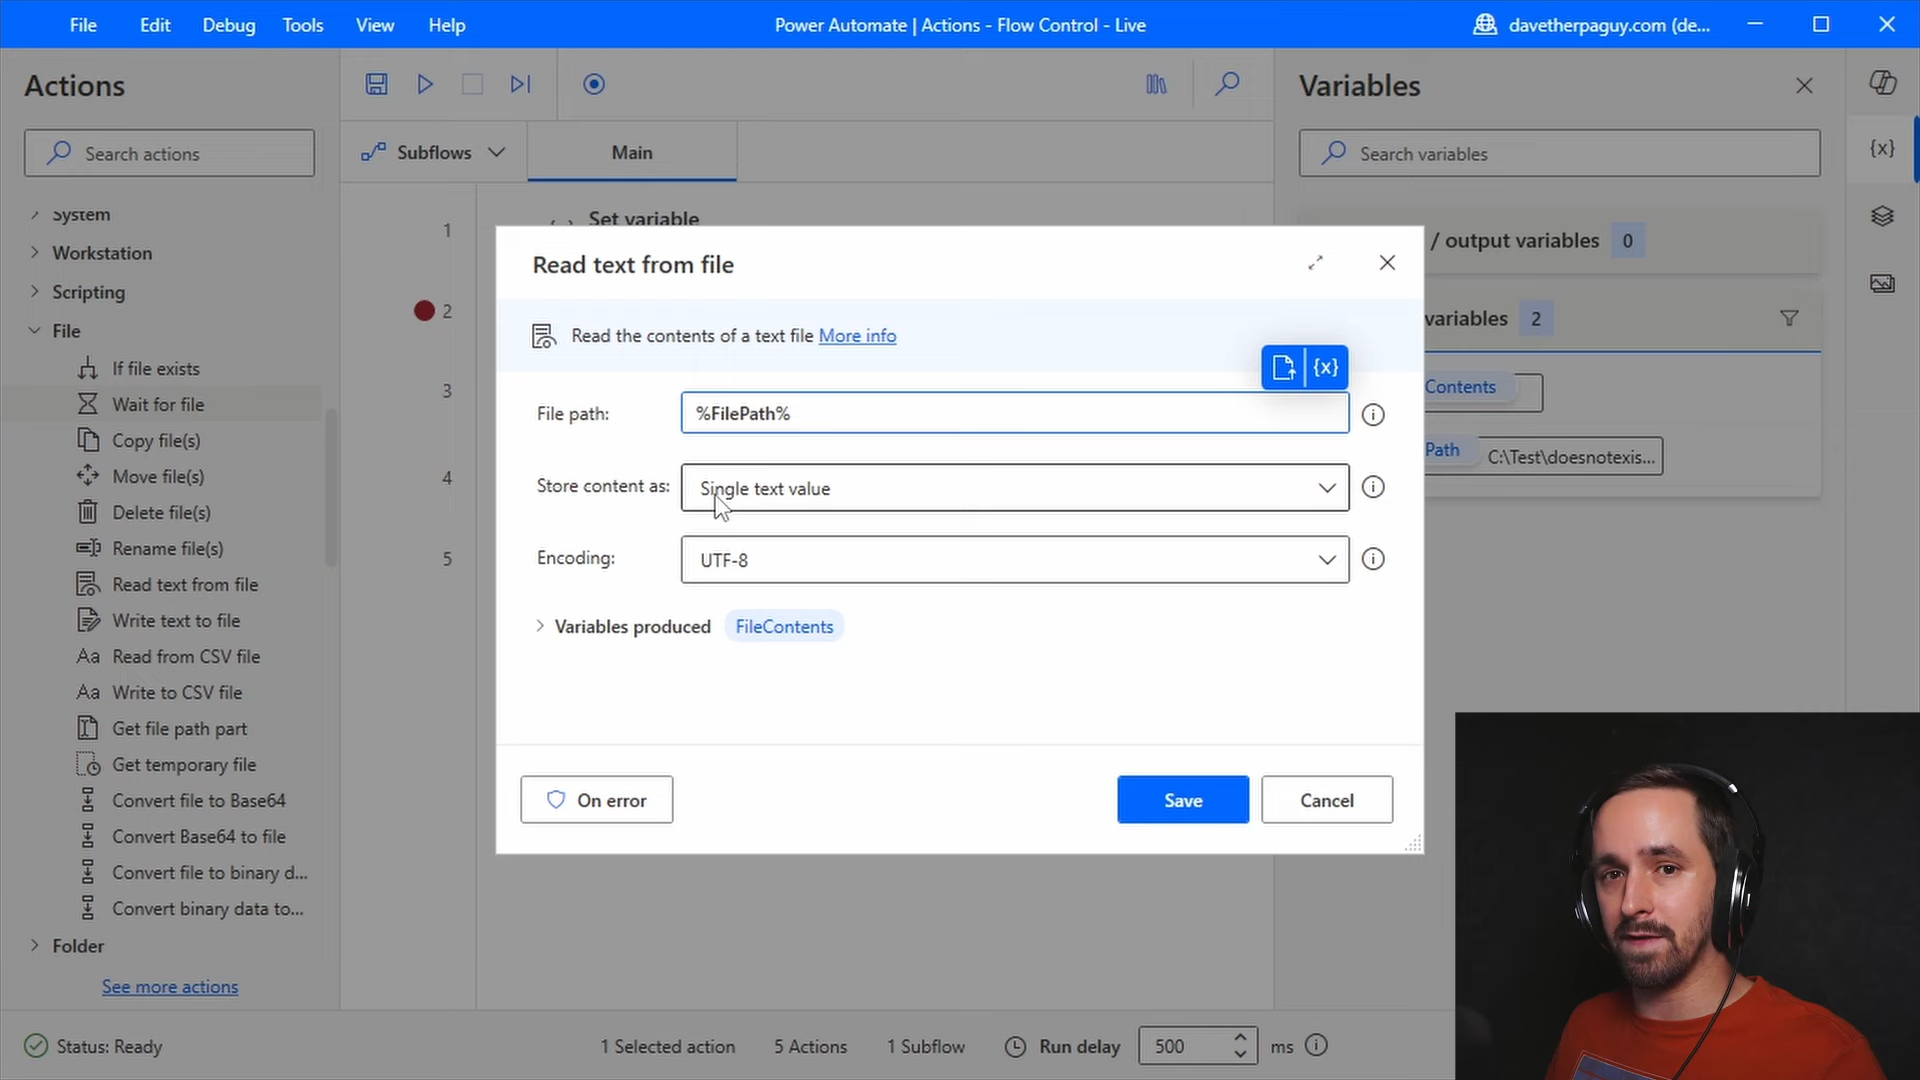 File Edit Debug Tools View Help Power Automate | Actions - Flow Control - Live davetherpaguy.com (de...
Actions
Search actions
System
Workstation
Scripting
File
If file exists
Wait for file
Copy file(s)
Move file(s)
Delete file(s)
Rename file(s)
Read text from file
Write text to file
Read from CSV file
Write to CSV file
Get file path part
Get temporary file
Convert file to Base64
Convert Base64 to file
Convert file to binary d...
Convert binary data to...
Folder
See more actions
Subflows Main
1 Set variable
2
3
4
5
Read text from file
Read the contents of a text file More info
{x}
File path: %FilePath%
Store content as: Single text value
Encoding: UTF-8
Variables produced FileContents
On error Save Cancel
Variables
Search variables
{x}
/ output variables 0
variables 2
Contents
Path C:\Test\doesnotexis...
Status: Ready 1 Selected action 5 Actions 1 Subflow Run delay 500 ms